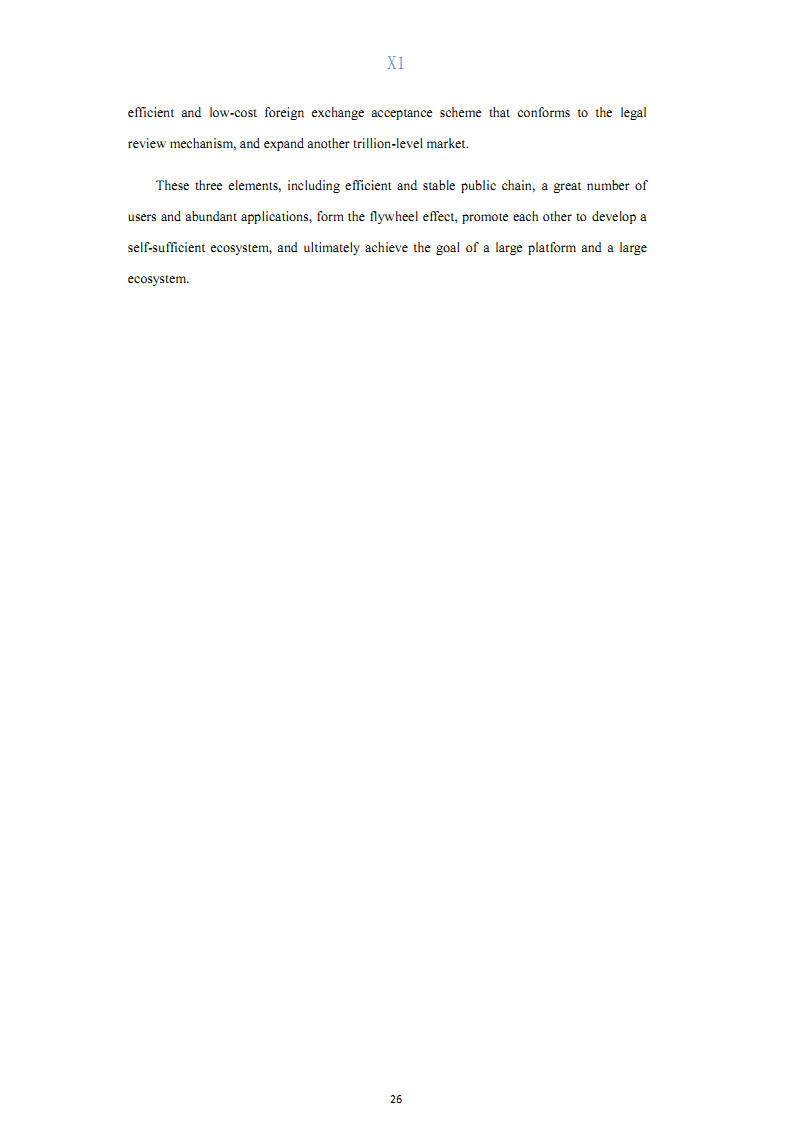 X1
efficient and low-cost foreign exchange acceptance scheme that conforms to the legal
review mechanism, and expand another trillion-level market.
These three elements, including efficient and stable public chain, a great number of
users and abundant applications, form the flywheel effect, promote each other to develop a
self-sufficient ecosystem, and ultimately achieve the goal of a large platform and a large
ecosystem.
26